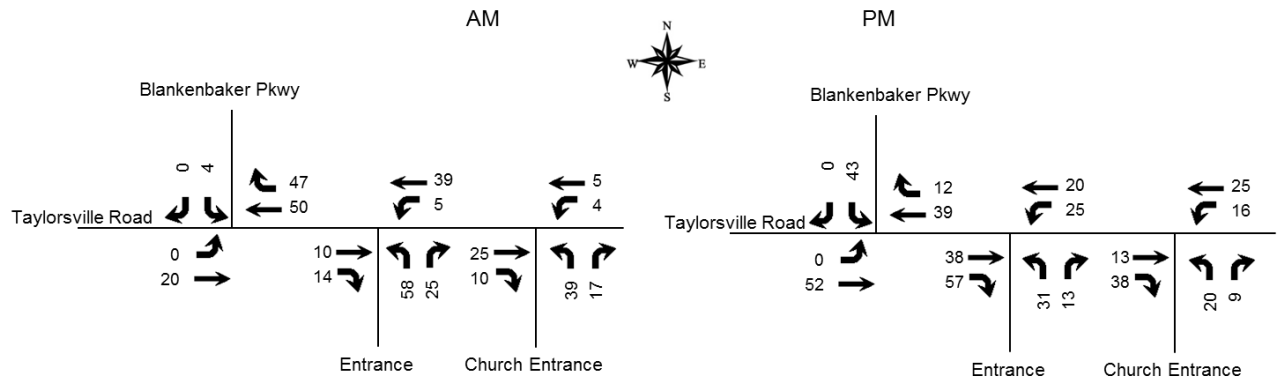 AM
PM
N
W
E
S
Blankenbaker Pkwy
0
4
47
50
39
5
5
4
Taylorsville Road
0
20
10
14
58
25
25
10
39
17
Entrance
Church Entrance
Blankenbaker Pkwy
0
43
12
39
20
25
25
16
Taylorsville Road
0
52
38
57
31
13
13
38
20
9
Entrance
Church Entrance